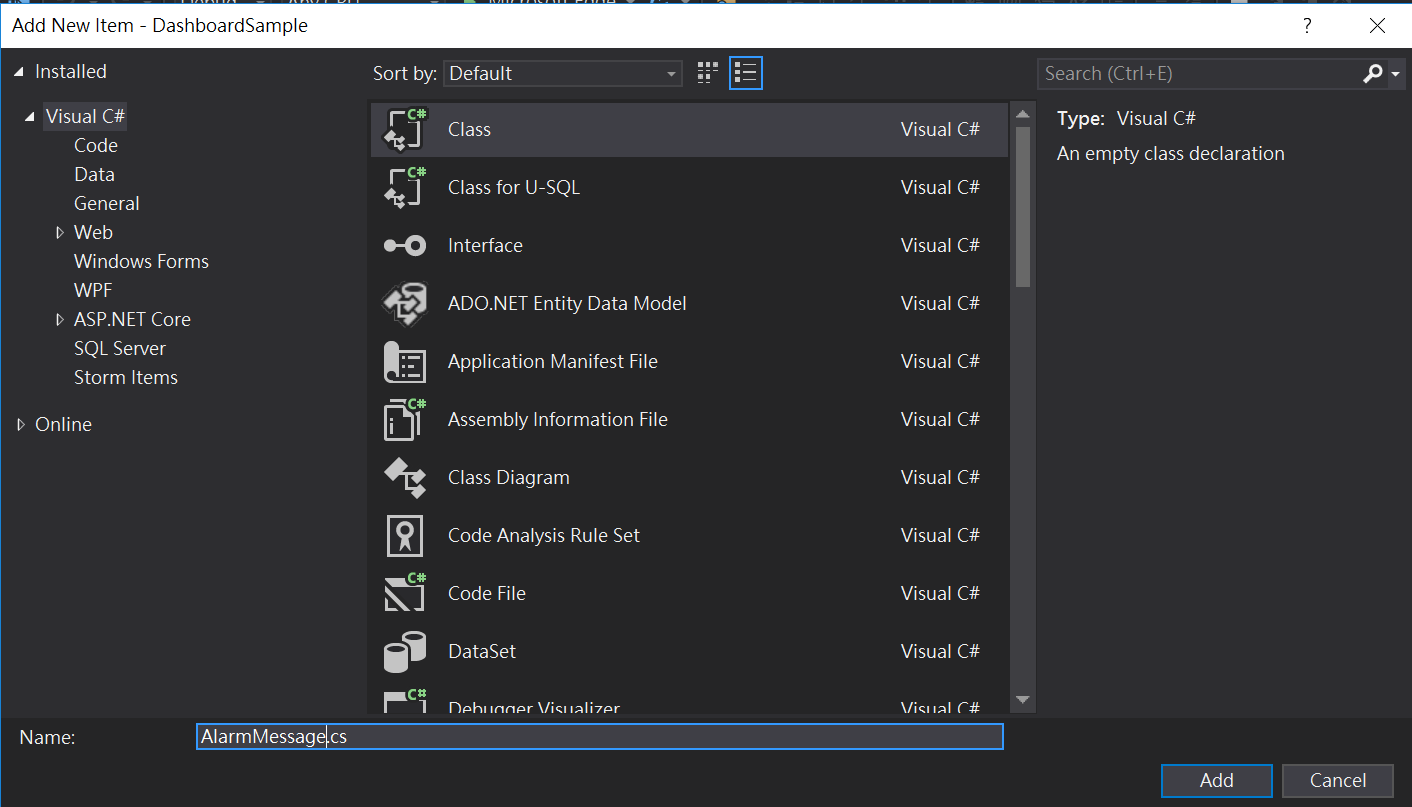 Add New Item - DashboardSample
?
Installed
Visual C#
Code
Data
General
Web
Windows Forms
WPF
ASP.NET Core
SQL Server
Storm Items
Online
Sort by: Default
C# Class Visual C#
C# Class for U-SQL Visual C#
Interface Visual C#
ADO.NET Entity Data Model Visual C#
Application Manifest File Visual C#
C# Assembly Information File Visual C#
Class Diagram Visual C#
Code Analysis Rule Set Visual C#
C# Code File Visual C#
DataSet Visual C#
C# Debugger Visualizer Visual C#
Search (Ctrl+E)
Type: Visual C#
An empty class declaration
Name: AlarmMessage.cs
Add Cancel